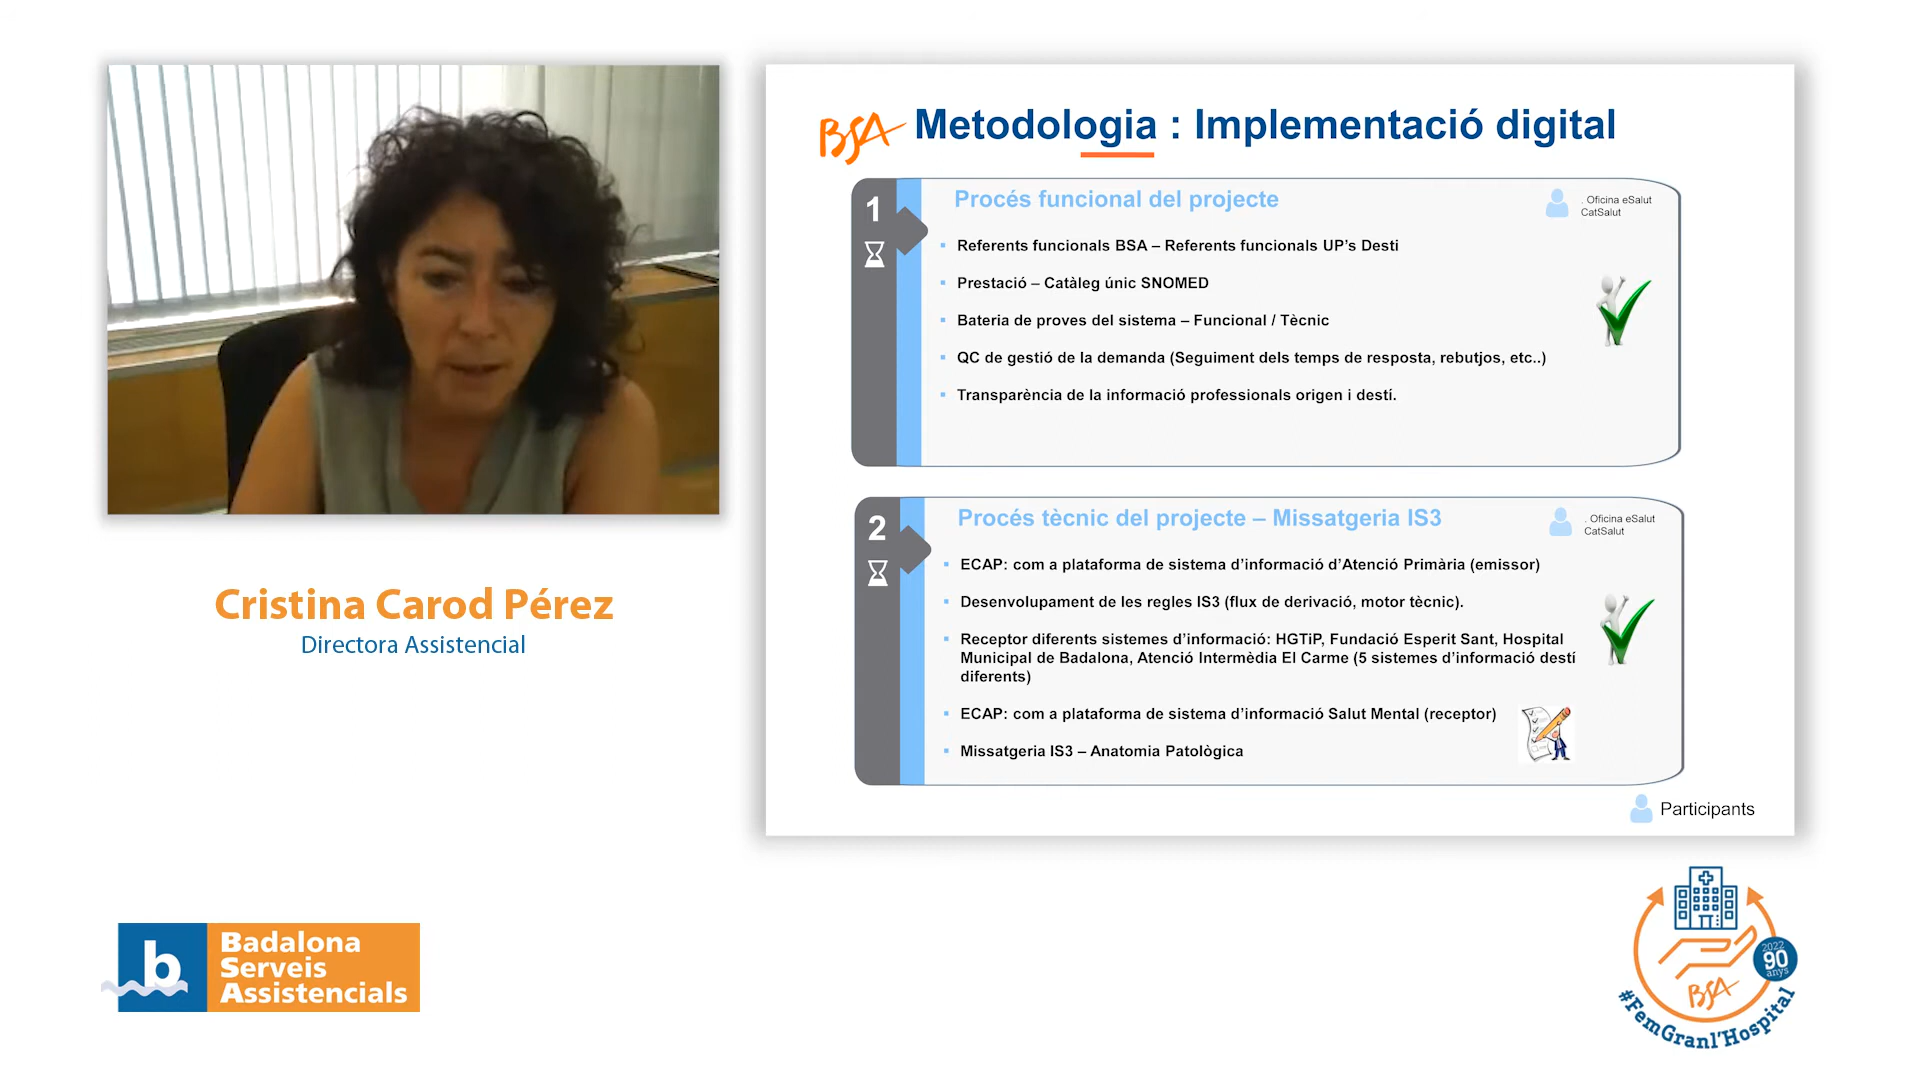 BSA Metodologia : Implementació digital
1
Procés funcional del projecte
. Oficina eSalut
CatSalut
Referents funcionals BSA – Referents funcionals UP’s Desti
Prestació – Catàleg únic SNOMED
Bateria de proves del sistema – Funcional / Tècnic
QC de gestió de la demanda (Seguiment dels temps de resposta, rebutjos, etc..)
Transparència de la informació professionals origen i destí.
2
Procés tècnic del projecte – Missatgeria IS3
. Oficina eSalut
CatSalut
ECAP: com a plataforma de sistema d’informació d’Atenció Primària (emissor)
Desenvolupament de les regles IS3 (flux de derivació, motor tècnic).
Receptor diferents sistemes d’informació: HGTiP, Fundació Esperit Sant, Hospital
Municipal de Badalona, Atenció Intermèdia El Carme (5 sistemes d’informació destí
diferents)
ECAP: com a plataforma de sistema d’informació Salut Mental (receptor)
Missatgeria IS3 – Anatomia Patològica
Participants
Cristina Carod Pérez
Directora Assistencial
b
Badalona
Serveis
Assistencials
2022
90
anys
BSA
#FemGranl'Hospital